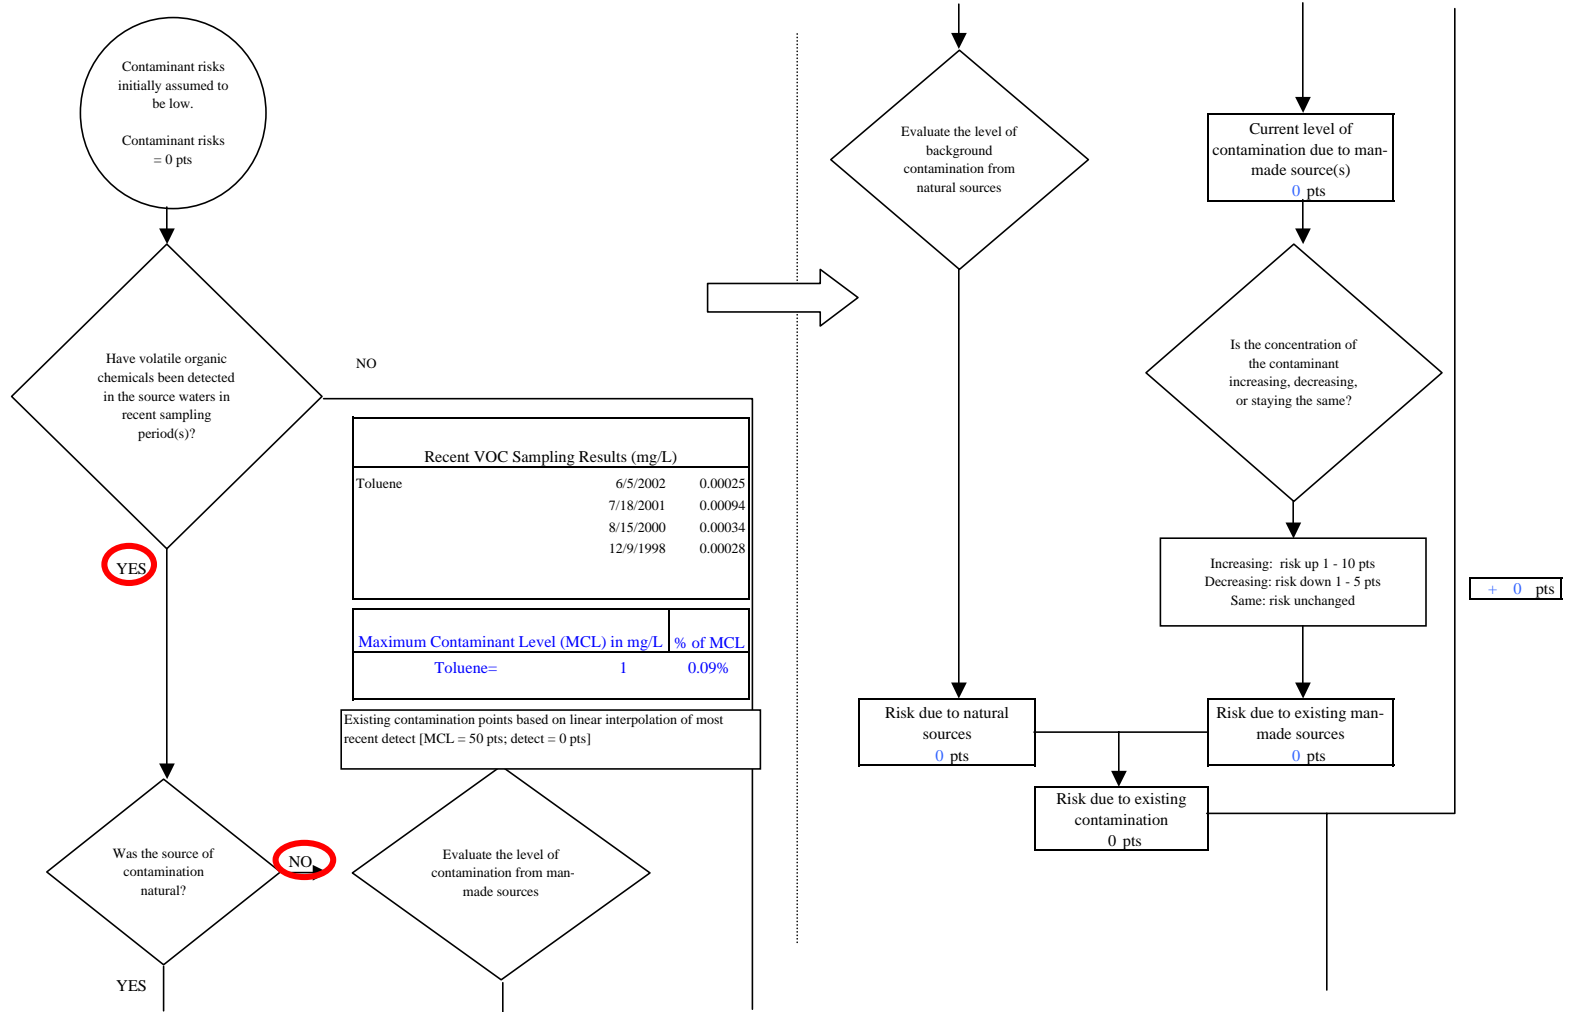 Contaminant risks
initially assumed to
be low.
Contaminant risks
= 0 pts
Have volatile organic
chemicals been detected
in the source waters in
recent sampling
period(s)?
NO
YES
Recent VOC Sampling Results (mg/L)
Toluene 6/5/2002 0.00025
7/18/2001 0.00094
8/15/2000 0.00034
12/9/1998 0.00028
Maximum Contaminant Level (MCL) in mg/L % of MCL
Toluene= 1 0.09%
Existing contamination points based on linear interpolation of most
recent detect [MCL = 50 pts; detect = 0 pts]
Was the source of
contamination
natural?
NO
YES
Evaluate the level of
contamination from man-
made sources
Evaluate the level of
background
contamination from
natural sources
Current level of
contamination due to man-
made source(s)
0 pts
Is the concentration of
the contaminant
increasing, decreasing,
or staying the same?
Increasing: risk up 1 - 10 pts
Decreasing: risk down 1 - 5 pts
Same: risk unchanged
+ 0 pts
Risk due to natural
sources
0 pts
Risk due to existing man-
made sources
0 pts
Risk due to existing
contamination
0 pts